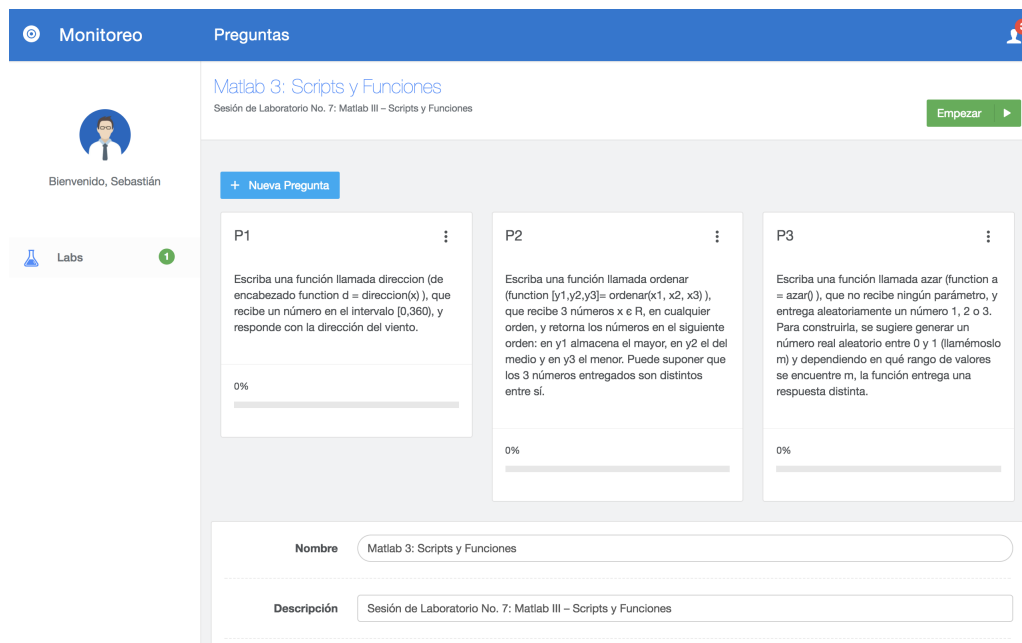 Monitoreo
Preguntas
Matlab 3: Scripts y Funciones
Sesión de Laboratorio No. 7: Matlab III – Scripts y Funciones
Empezar
Bienvenido, Sebastián
Labs
1
+ Nueva Pregunta
P1
Escriba una función llamada direccion (de
encabezado function d = direccion(x) ), que
recibe un número en el intervalo [0,360), y
responde con la dirección del viento.
0%
P2
Escriba una función llamada ordenar
(function [y1,y2,y3]= ordenar(x1, x2, x3) ),
que recibe 3 números x є R, en cualquier
orden, y retorna los números en el siguiente
orden: en y1 almacena el mayor, en y2 el del
medio y en y3 el menor. Puede suponer que
los 3 números entregados son distintos
entre sí.
0%
P3
Escriba una función llamada azar (function a
= azar() ), que no recibe ningún parámetro, y
entrega aleatoriamente un número 1, 2 o 3.
Para construirla, se sugiere generar un
número real aleatorio entre 0 y 1 (llamémoslo
m) y dependiendo en qué rango de valores
se encuentre m, la función entrega una
respuesta distinta.
0%
Nombre
Matlab 3: Scripts y Funciones
Descripción
Sesión de Laboratorio No. 7: Matlab III – Scripts y Funciones